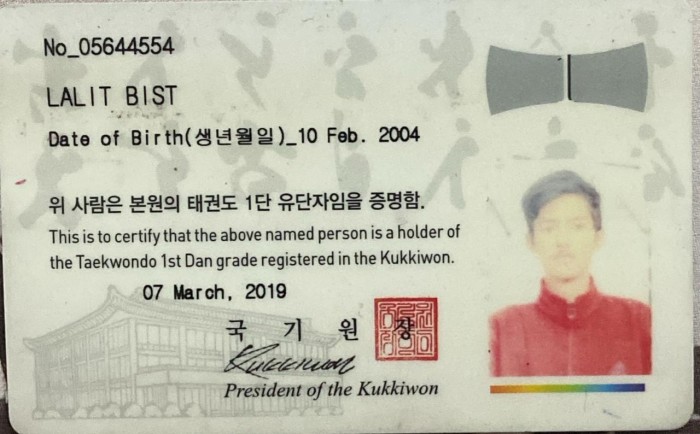 No_05644554
LALIT BIST
Date of Birth(생년월일)_10 Feb. 2004
위 사람은 본원의 태권도 1단 유단자임을 증명함.
This is to certify that the above named person is a holder of
the Taekwondo 1st Dan grade registered in the Kukkiwon.
07 March, 2019
국 기 원 장
Kukkiwon
President of the Kukkiwon